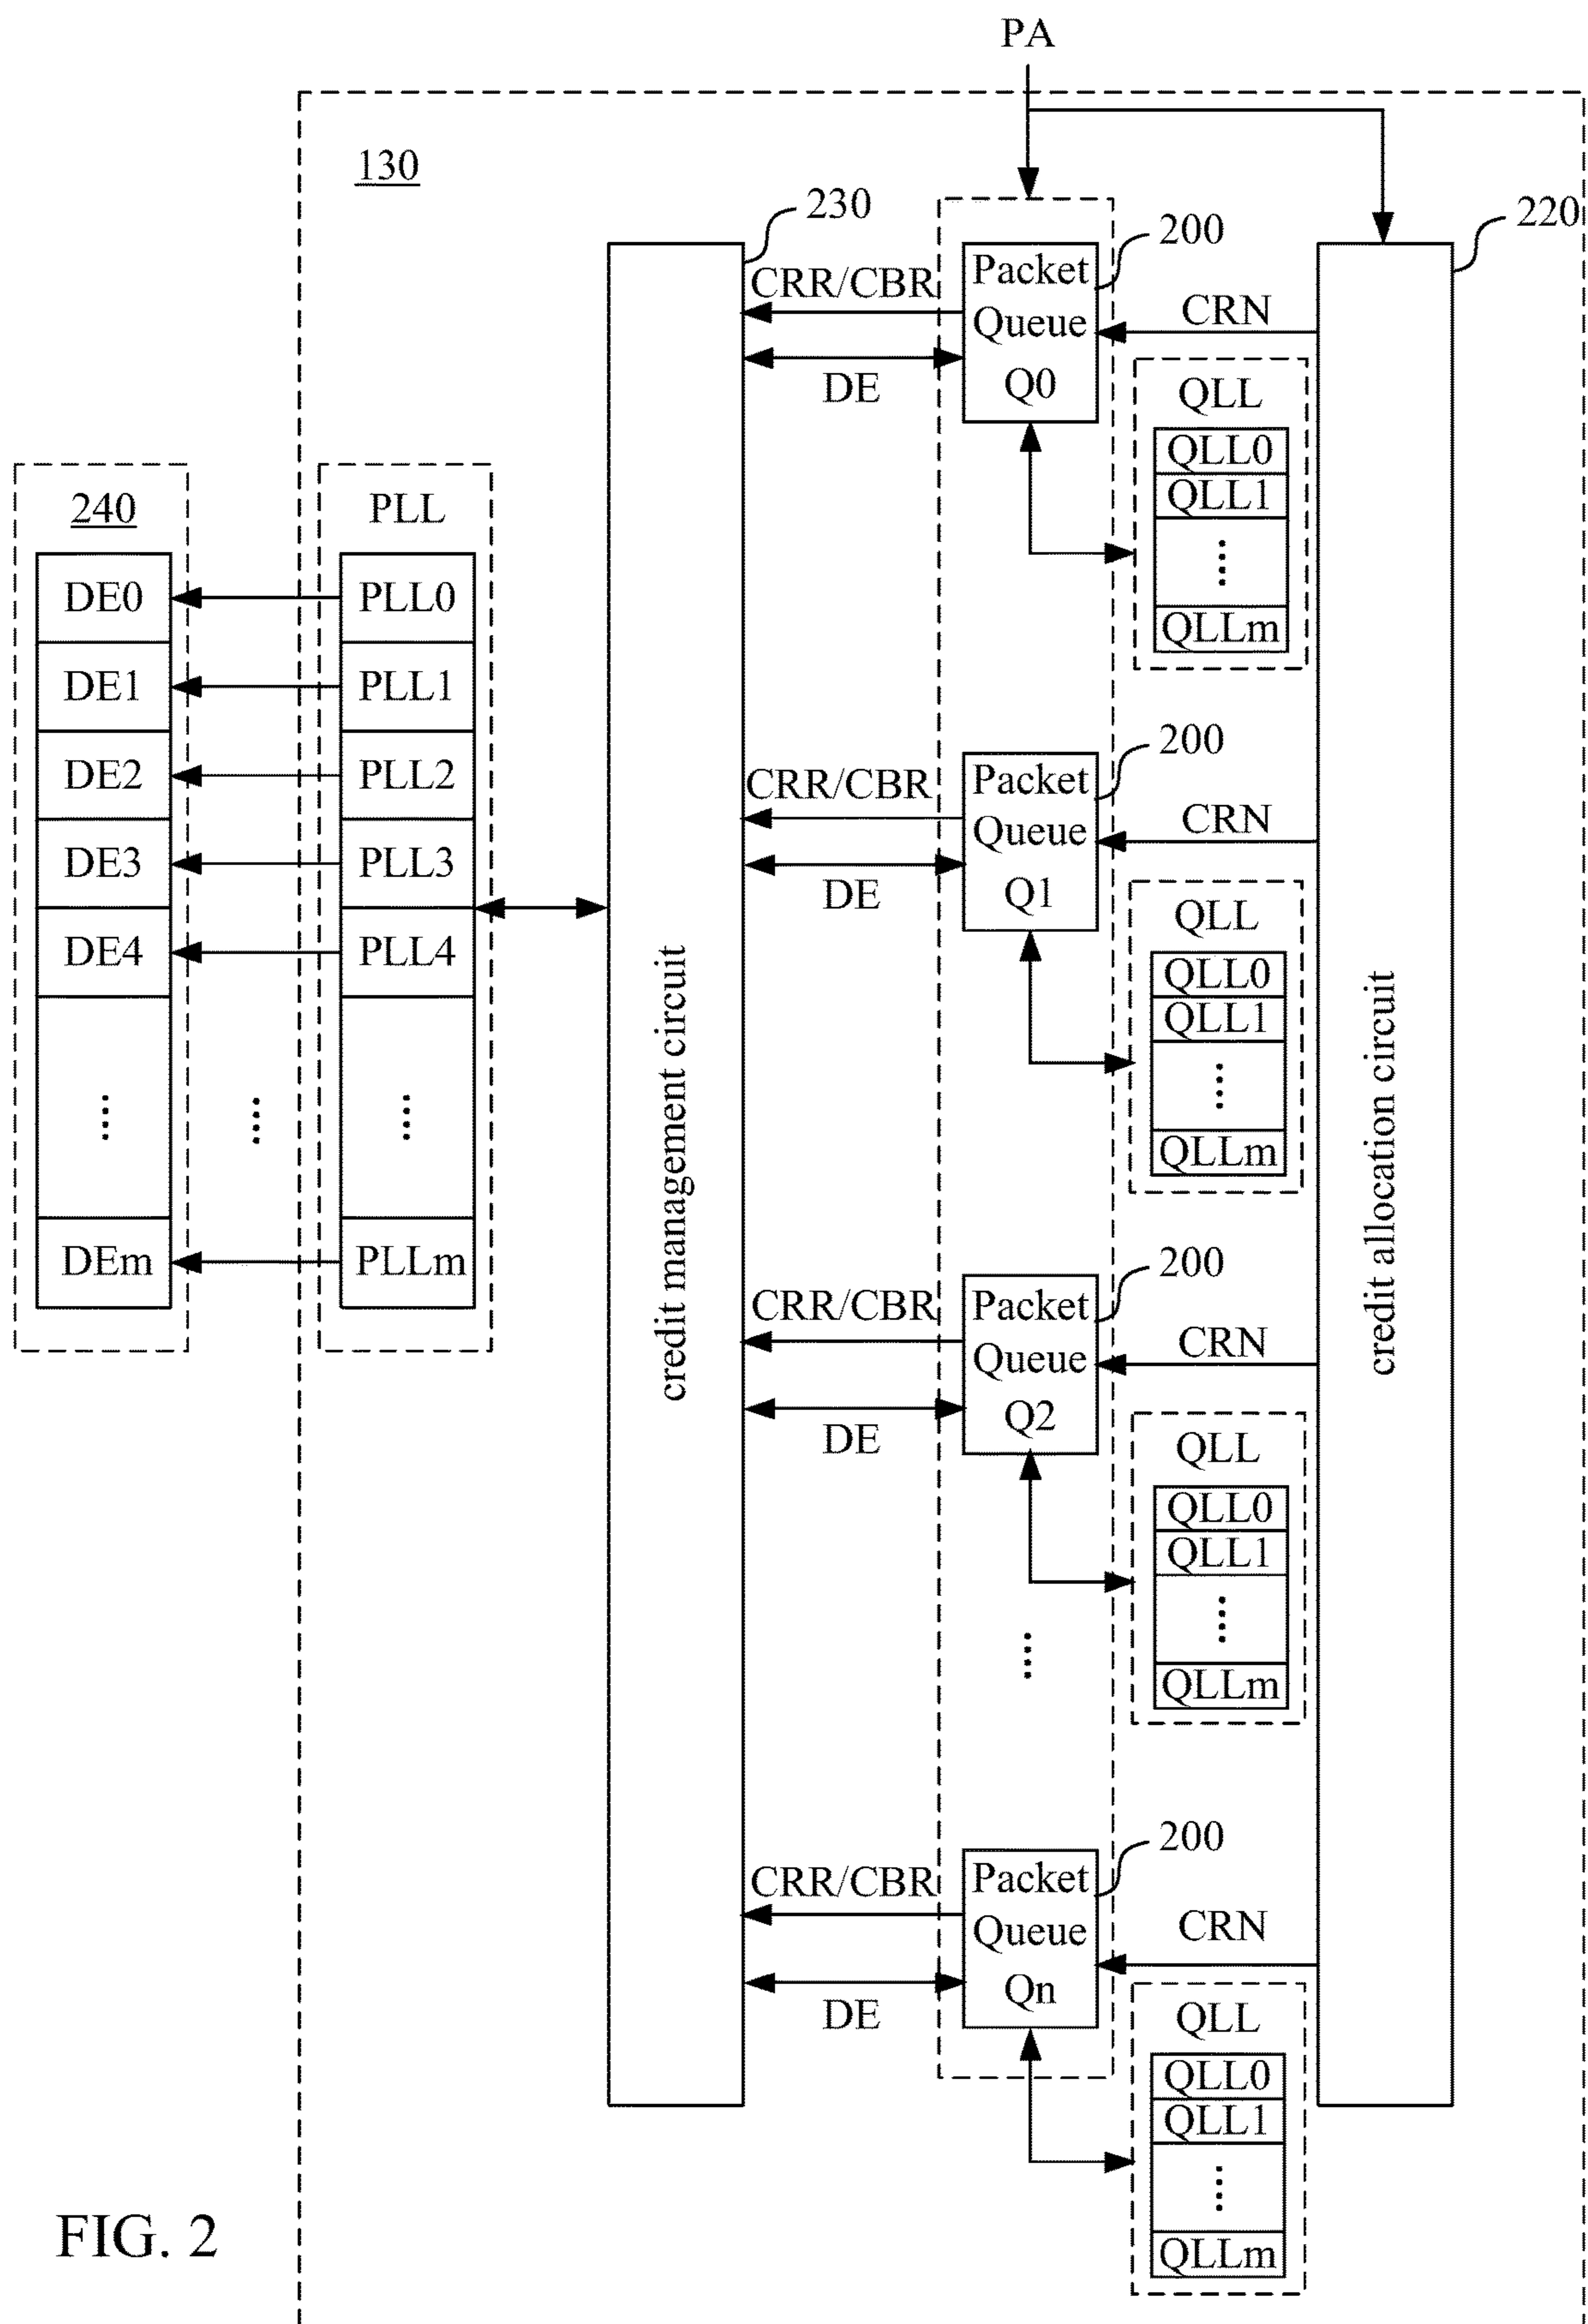 PA
130
230
200
220
CRR/CBR
Packet
Queue
Q0
CRN
DE
QLL
QLL0
QLL1
....
QLLm
240
PLL
DE0
PLL0
DE1
PLL1
DE2
PLL2
DE3
PLL3
DE4
PLL4
....
....
....
DEm
PLLm
credit management circuit
credit allocation circuit
200
CRR/CBR
Packet
Queue
Q1
CRN
DE
QLL
QLL0
QLL1
....
QLLm
200
CRR/CBR
Packet
Queue
Q2
CRN
DE
QLL
QLL0
QLL1
....
QLLm
....
200
CRR/CBR
Packet
Queue
Qn
CRN
DE
QLL
QLL0
QLL1
....
QLLm
FIG. 2